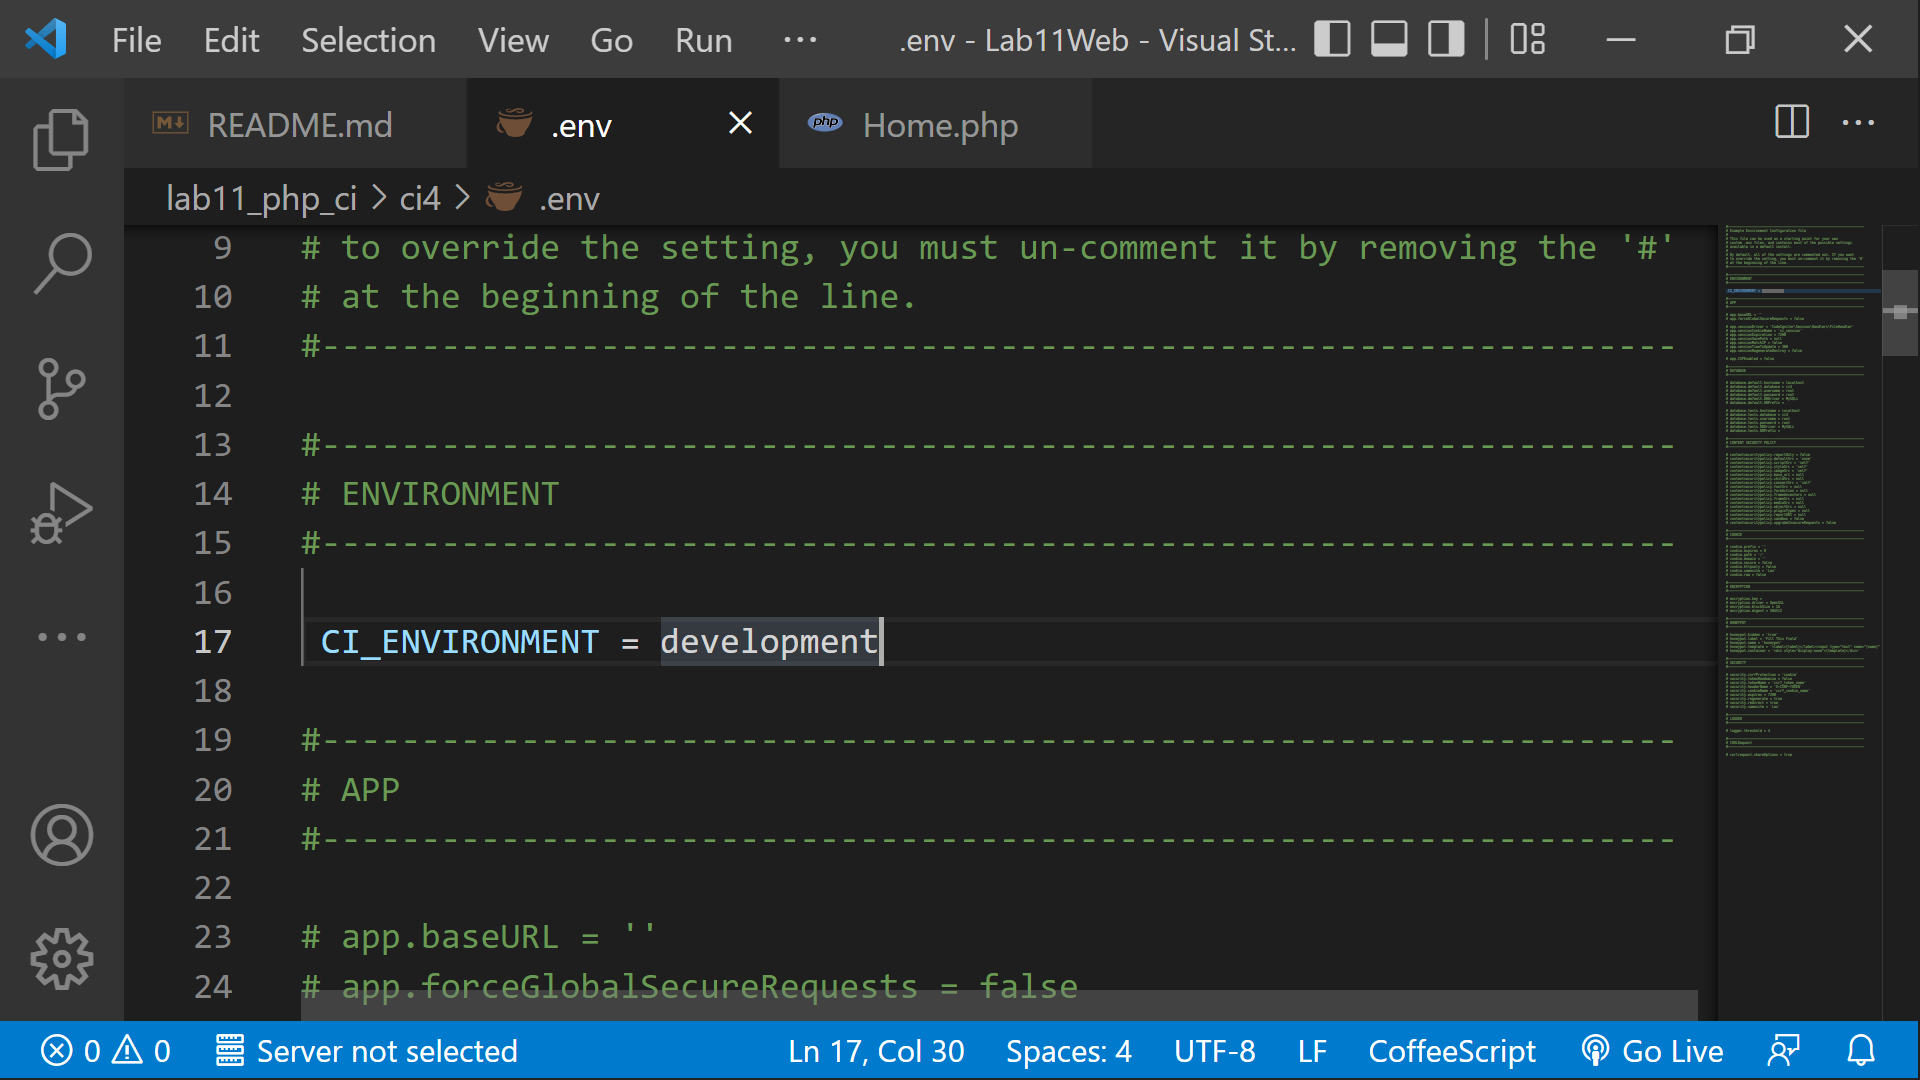 File Edit Selection View Go Run ··· .env - Lab11Web - Visual St...
README.md .env Home.php
lab11_php_ci > ci4 > .env
9 # to override the setting, you must un-comment it by removing the '#'
10 # at the beginning of the line.
11 #--------------------------------------------------------------------
12
13 #--------------------------------------------------------------------
14 # ENVIRONMENT
15 #--------------------------------------------------------------------
16
17 CI_ENVIRONMENT = development
18
19 #--------------------------------------------------------------------
20 # APP
21 #--------------------------------------------------------------------
22
23 # app.baseURL = ''
24 # app.forceGlobalSecureRequests = false
0 0 Server not selected Ln 17, Col 30 Spaces: 4 UTF-8 LF CoffeeScript Go Live